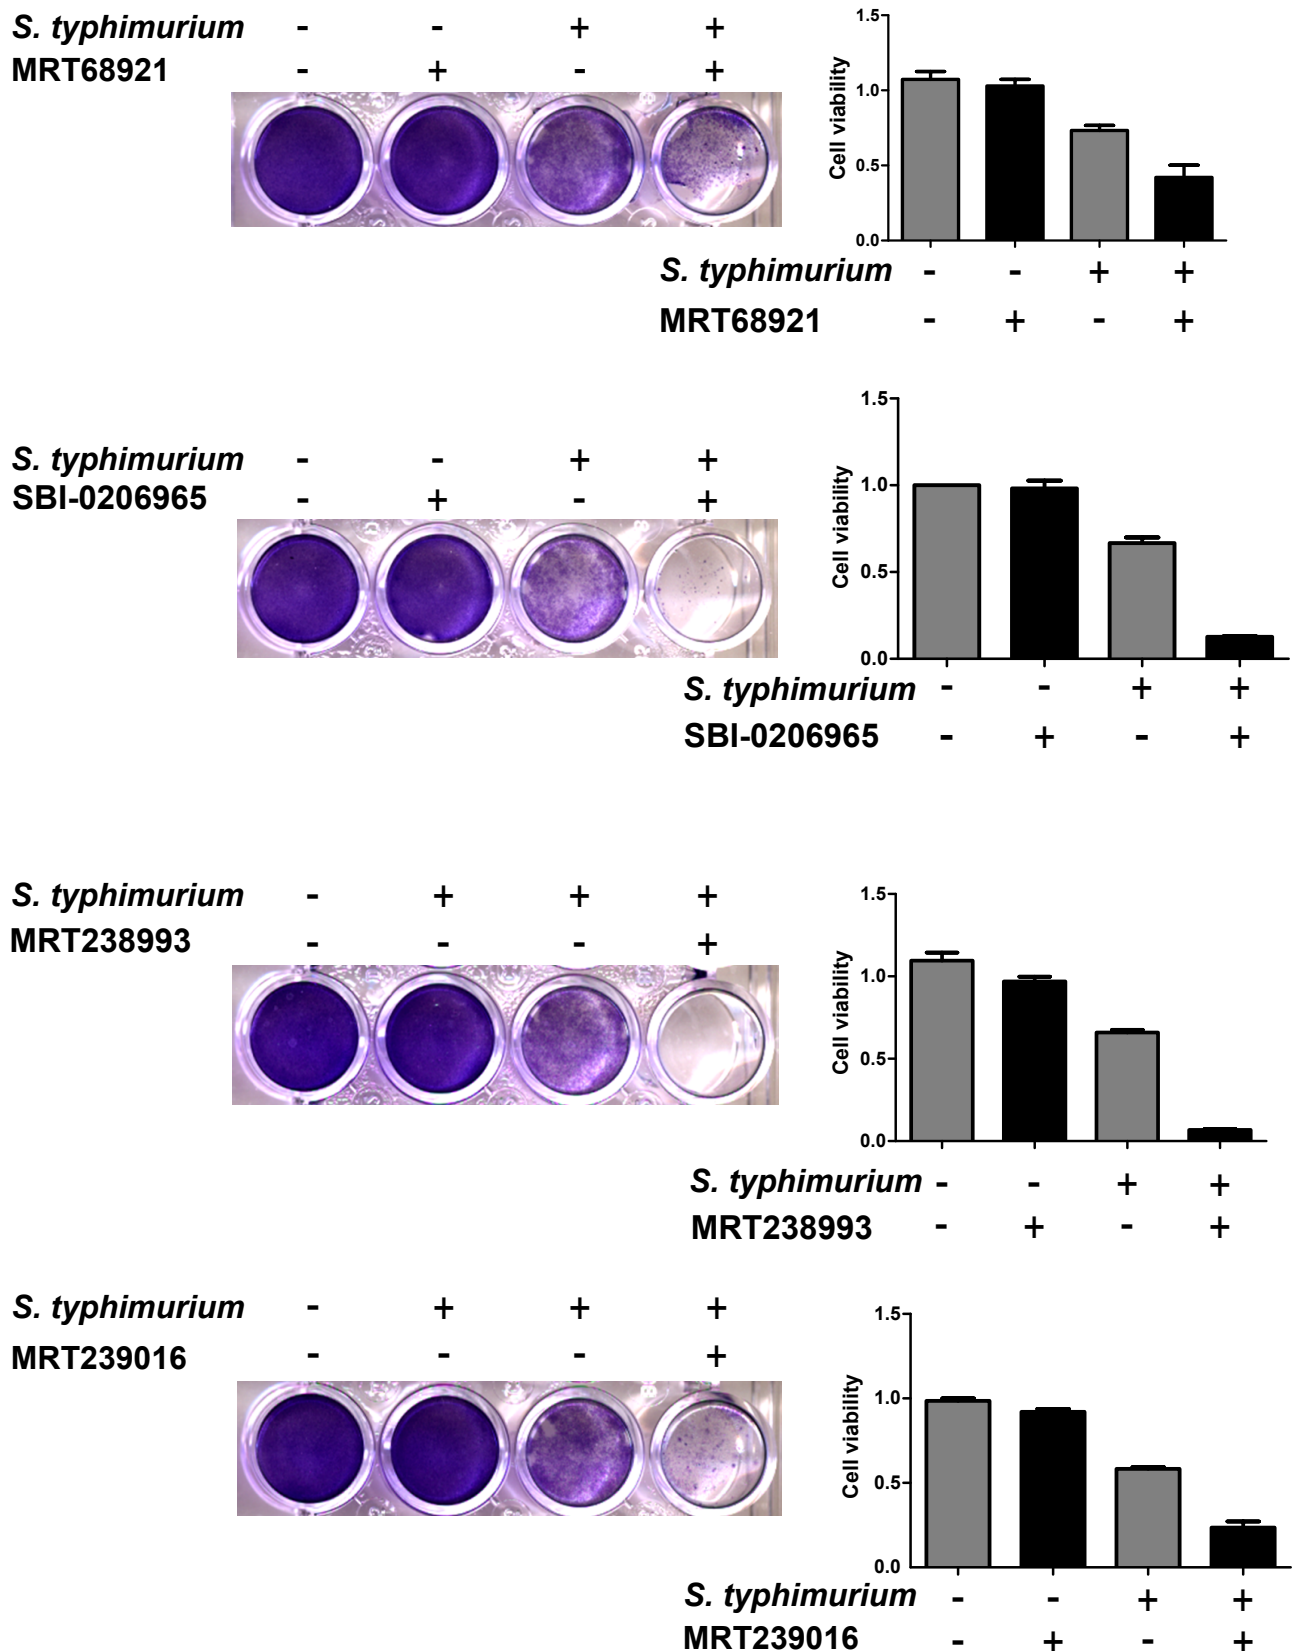 S. typhimurium - - + +
MRT68921 - + - +
1.5
1.0
0.5
0.0
Cell viability
S. typhimurium - - + +
MRT68921 - + - +
S. typhimurium - - + +
SBI-0206965 - + - +
1.5
1.0
0.5
0.0
Cell viability
S. typhimurium - - + +
SBI-0206965 - + - +
S. typhimurium - + + +
MRT238993 - - - +
1.5
1.0
0.5
0.0
Cell viability
S. typhimurium - - + +
MRT238993 - + - +
S. typhimurium - + + +
MRT239016 - - - +
1.5
1.0
0.5
0.0
Cell viability
S. typhimurium - - + +
MRT239016 - + - +